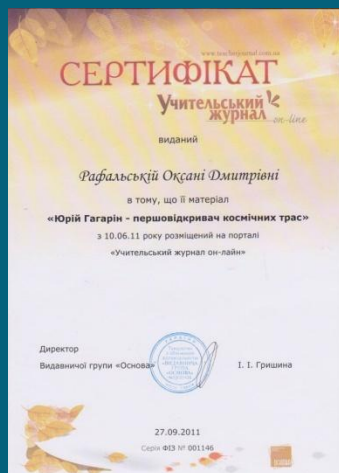 www.teacherjournal.com.ua
СЕРТИФІКАТ
Учительський
журнал on-line
виданий
Рафальській Оксані Дмитрівні
в тому, що її матеріал
«Юрій Гагарін - першовідкривач космічних трас»
з 10.06.11 року розміщений на порталі
«Учительський журнал он-лайн»
Директор
Видавничої групи «Основа»
І. І. Гришина
27.09.2011
Серія ФІЗ № 001146